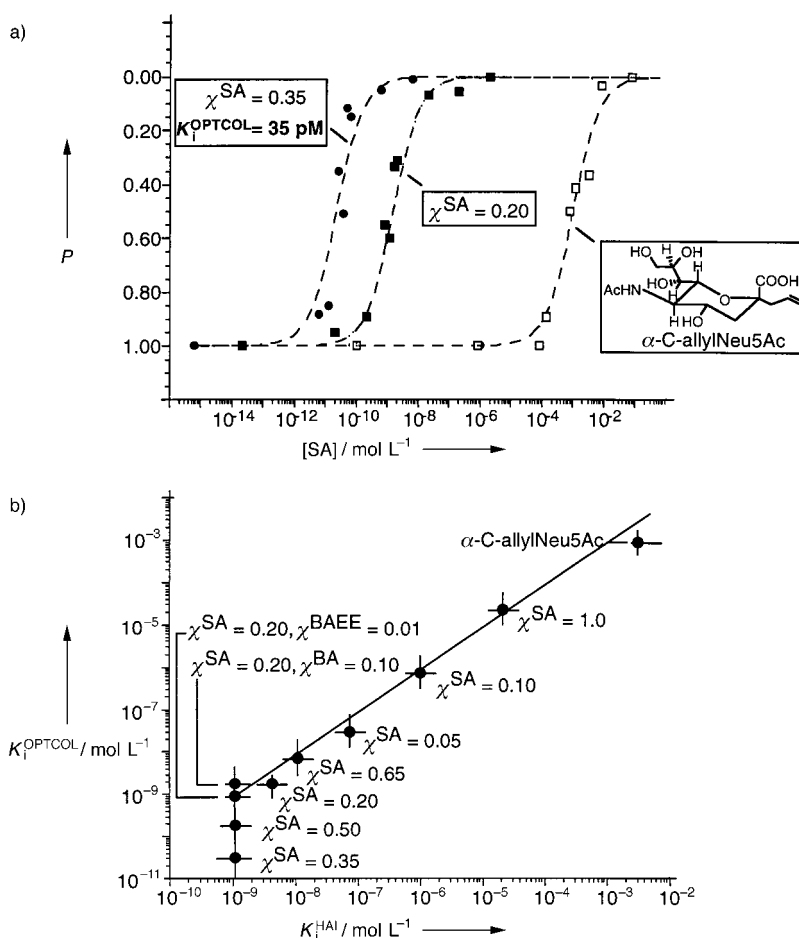 a)
χSA = 0.35
KiOPTCOL = 35 pM
χSA = 0.20
0.00
0.20
0.40
0.60
0.80
1.00
P
HO H OH
HO H
AcHN
HO H
O
COOH
α-C-allylNeu5Ac
10−14 10−12 10−10 10−8 10−6 10−4 10−2
[SA] / mol L−1
b)
10−3
10−5
10−7
10−9
10−11
KiOPTCOL / mol L−1
α-C-allylNeu5Ac
χSA = 1.0
χSA = 0.20, χBAEE = 0.01
χSA = 0.20, χBA = 0.10
χSA = 0.10
χSA = 0.05
χSA = 0.65
χSA = 0.20
χSA = 0.50
χSA = 0.35
10−10 10−9 10−8 10−7 10−6 10−5 10−4 10−3 10−2
KiHAI / mol L−1